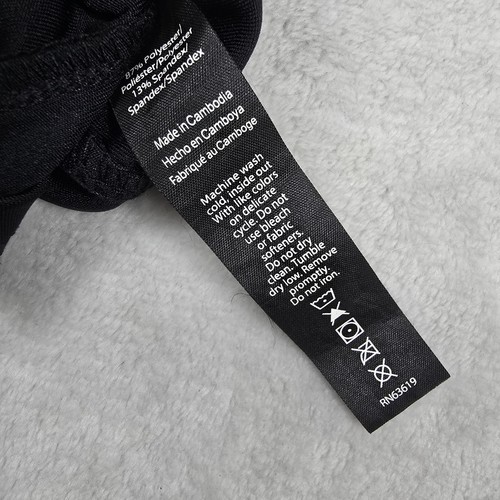 87% Polyester/
Poliéster/Polyester
13% Spandex/
Spandex/Spandex
Made in Cambodia
Hecho en Camboya
Fabriqué au Camboge
Machine wash
cold, inside out
With like colors
on delicate
cycle. Do not
use bleach
or fabric
softeners.
Do not dry
clean. Tumble
dry low. Remove
promptly.
Do not iron.
RN63619